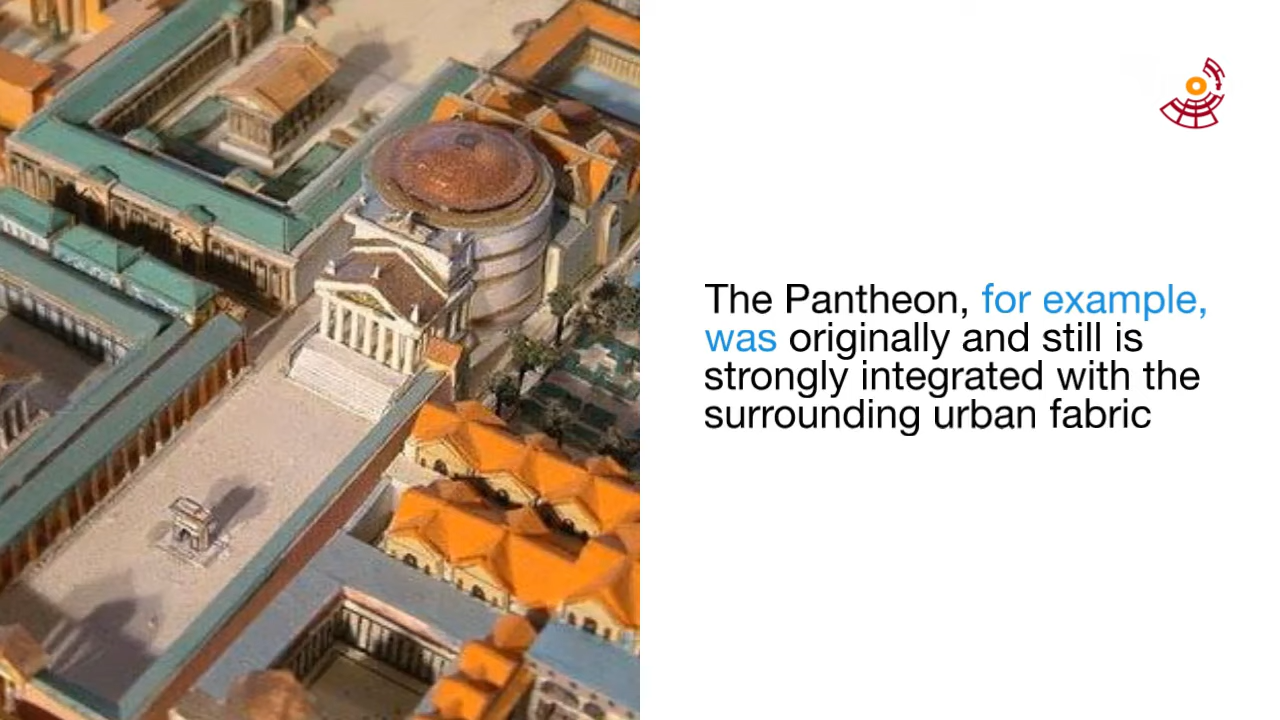 The Pantheon, for example,
was originally and still is
strongly integrated with the
surrounding urban fabric